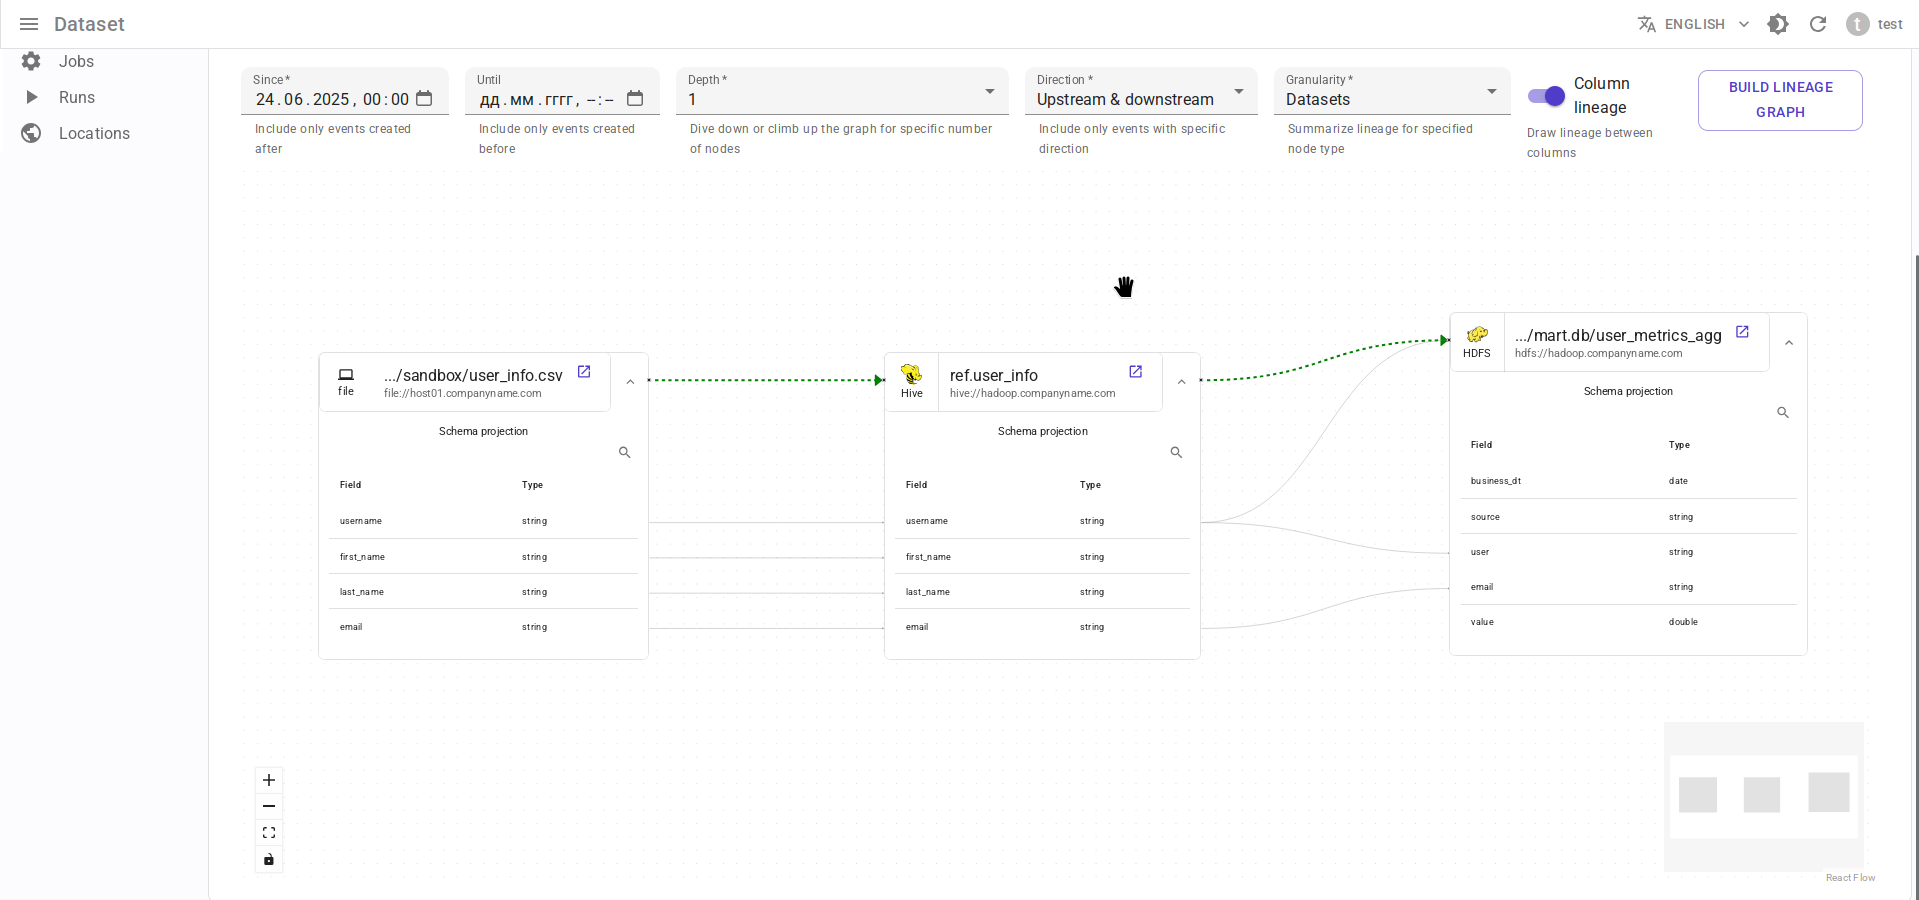 Dataset
ENGLISH
t
test
Jobs
Runs
Locations
Since *
24.06.2025, 00:00
Include only events created
after
Until
дд.мм.гггг, --:--
Include only events created
before
Depth *
1
Dive down or climb up the graph for specific number
of nodes
Direction *
Upstream & downstream
Include only events with specific
direction
Granularity *
Datasets
Summarize lineage for specified
node type
Column
lineage
Draw lineage between
columns
BUILD LINEAGE
GRAPH
file
.../sandbox/user_info.csv
file://host01.companyname.com
Schema projection
Field Type
username string
first_name string
last_name string
email string
Hive
ref.user_info
hive://hadoop.companyname.com
Schema projection
Field Type
username string
first_name string
last_name string
email string
HDFS
.../mart.db/user_metrics_agg
hdfs://hadoop.companyname.com
Schema projection
Field Type
business_dt date
source string
user string
email string
value double
React Flow